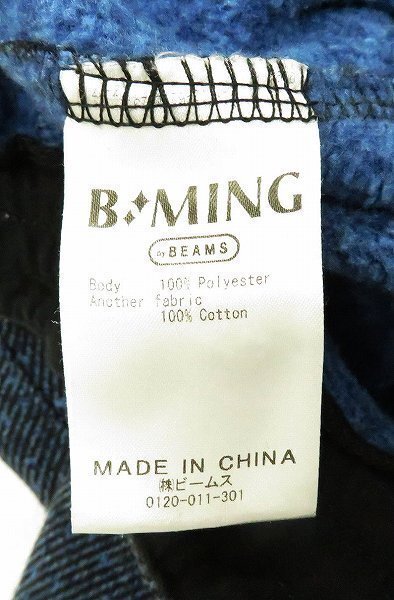 B MING
by BEAMS
Body 100% Polyester
Another fabric
100% Cotton
MADE IN CHINA
㈱ビームス
0120-011-301